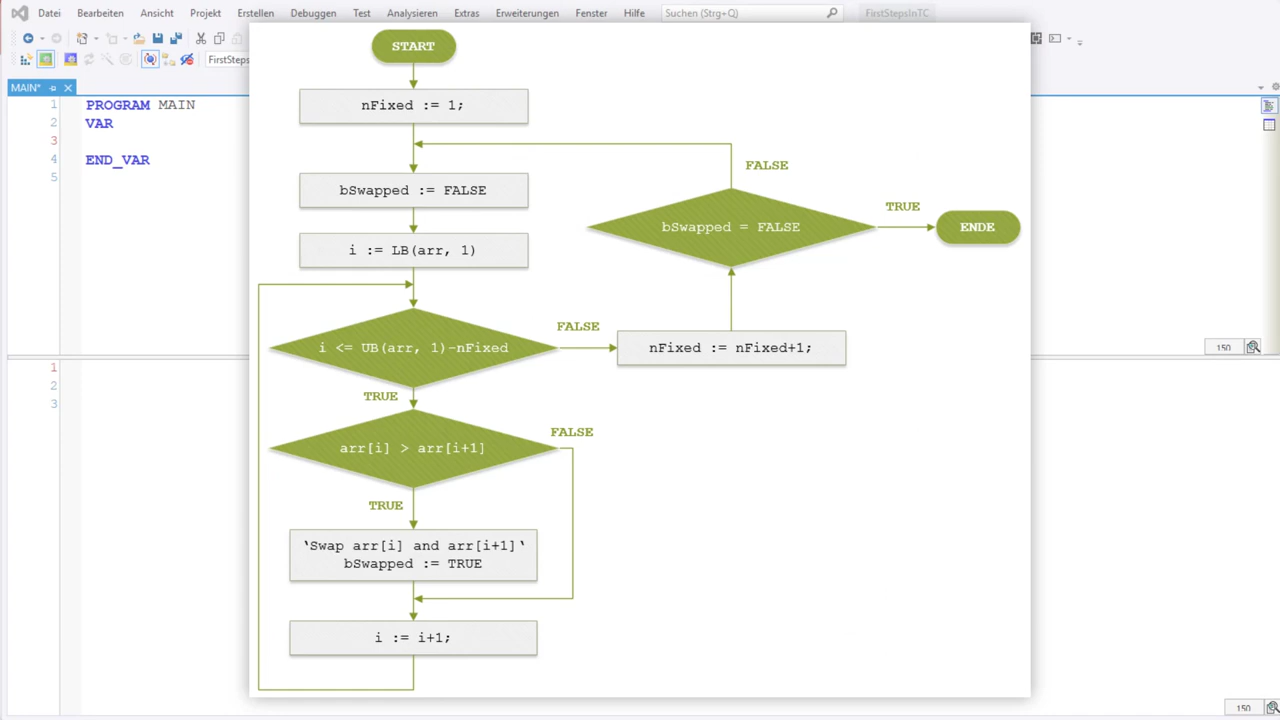 Datei Bearbeiten Ansicht Projekt Erstellen Debuggen Test Analysieren Extras Erweiterungen Fenster Hilfe Suchen (Strg+Q) FirstStepsInTC
FirstSteps
MAIN*
1 PROGRAM MAIN
2 VAR
3
4 END_VAR
5
150
1
2
3
150
START
nFixed := 1;
bSwapped := FALSE
i := LB(arr, 1)
i <= UB(arr, 1)-nFixed
FALSE
nFixed := nFixed+1;
bSwapped = FALSE
FALSE
TRUE
ENDE
TRUE
arr[i] > arr[i+1]
FALSE
TRUE
‛Swap arr[i] and arr[i+1]‛
bSwapped := TRUE
i := i+1;